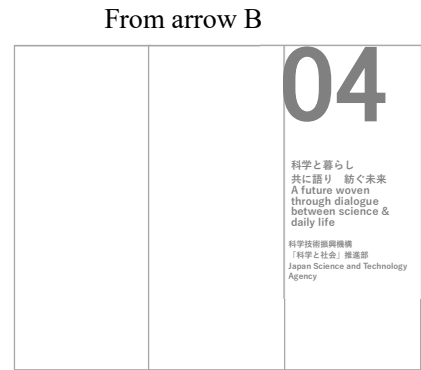 From arrow B
04
科学と暮らし
共に語り　紡ぐ未来
A future woven
through dialogue
between science &
daily life
科学技術振興機構
「科学と社会」推進部
Japan Science and Technology
Agency